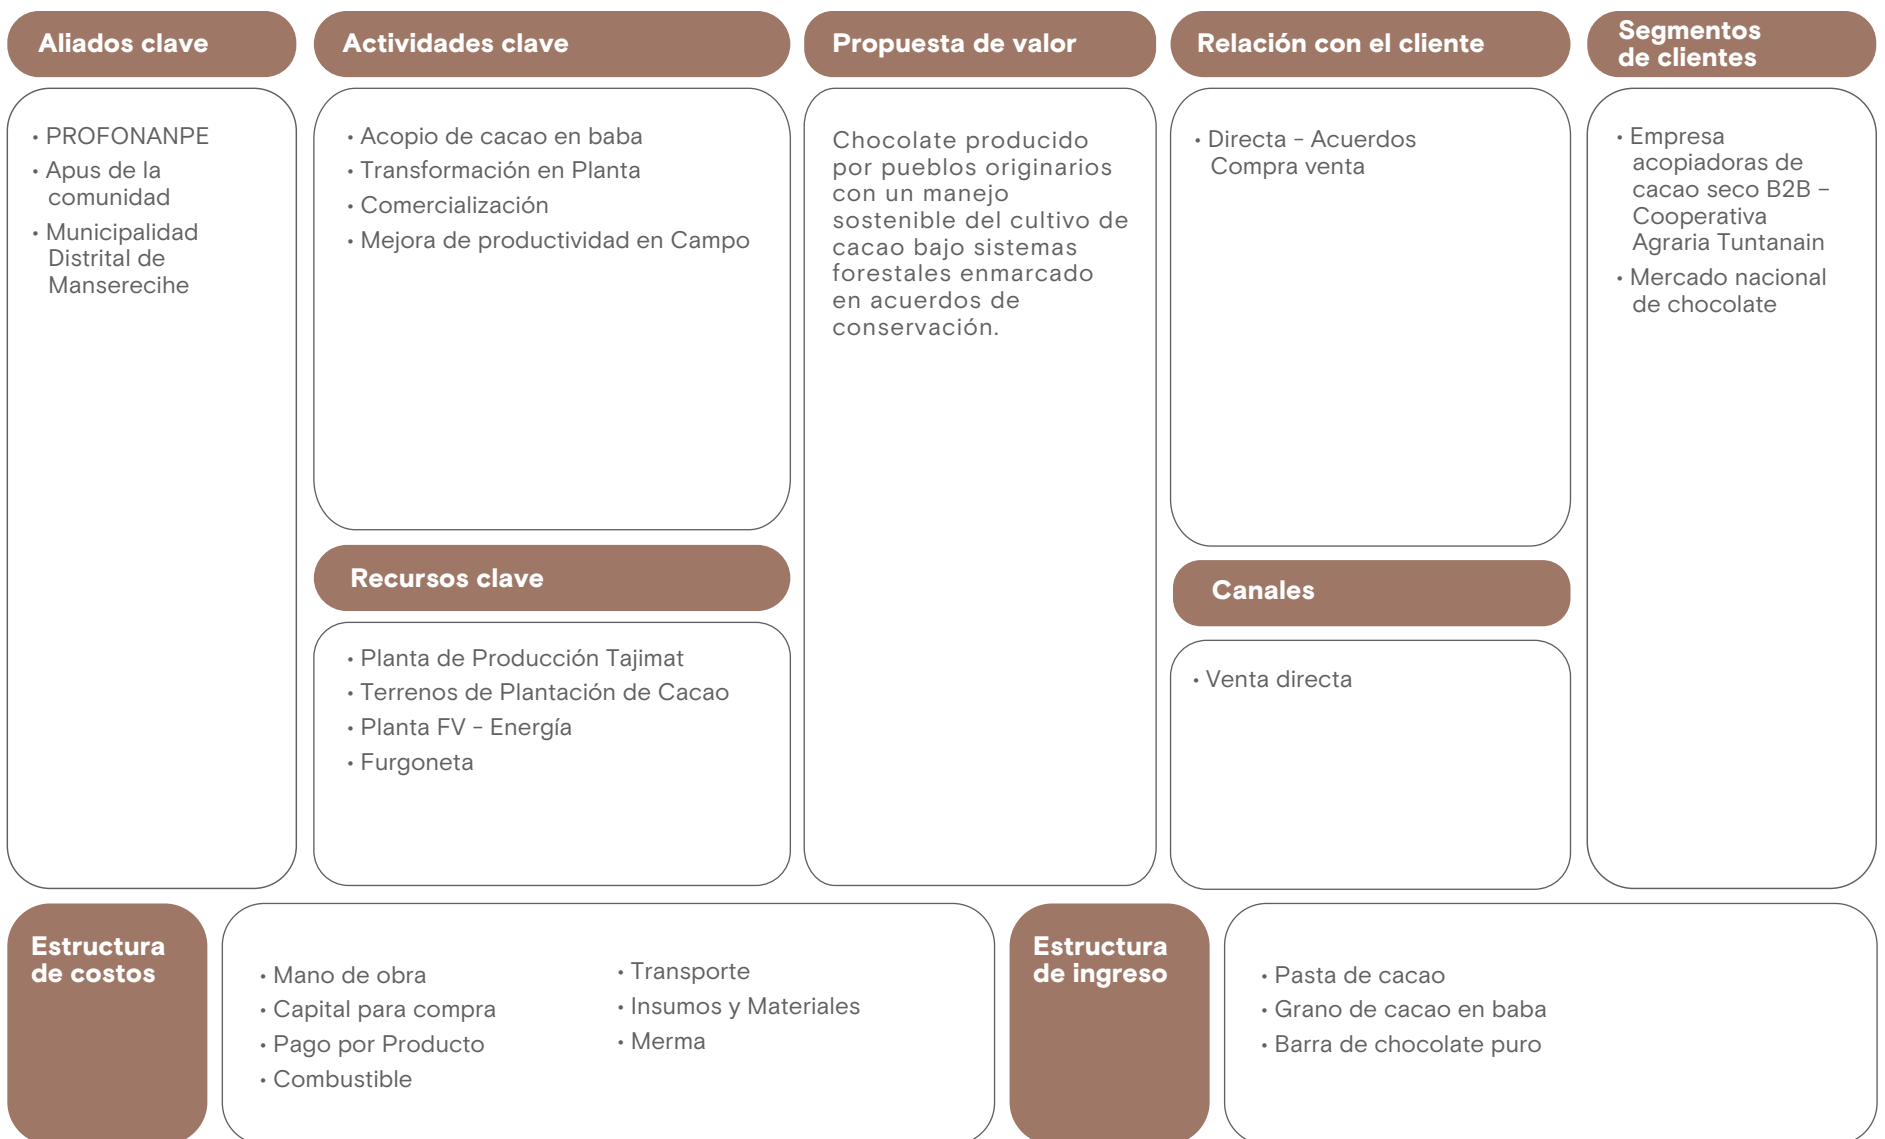 Aliados clave
• PROFONANPE
• Apus de la
comunidad
• Municipalidad
Distrital de
Manserecihe
Actividades clave
• Acopio de cacao en baba
• Transformación en Planta
• Comercialización
• Mejora de productividad en Campo
Recursos clave
• Planta de Producción Tajimat
• Terrenos de Plantación de Cacao
• Planta FV - Energía
• Furgoneta
Propuesta de valor
Chocolate producido
por pueblos originarios
con un manejo
sostenible del cultivo de
cacao bajo sistemas
forestales enmarcado
en acuerdos de
conservación.
Relación con el cliente
• Directa - Acuerdos
Compra venta
Canales
• Venta directa
Segmentos
de clientes
• Empresa
acopiadoras de
cacao seco B2B –
Cooperativa
Agraria Tuntanain
• Mercado nacional
de chocolate
Estructura
de costos
• Mano de obra
• Capital para compra
• Pago por Producto
• Combustible
• Transporte
• Insumos y Materiales
• Merma
Estructura
de ingreso
• Pasta de cacao
• Grano de cacao en baba
• Barra de chocolate puro